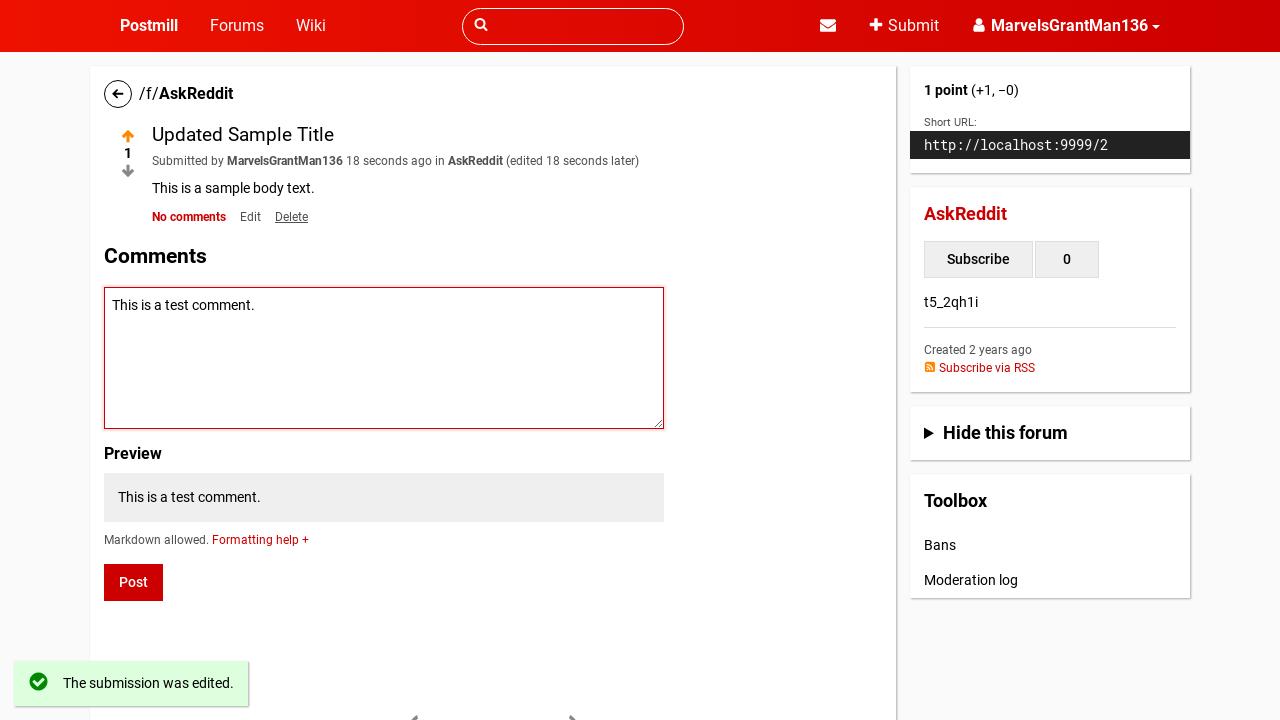 Postmill Forums Wiki Submit MarvelsGrantMan136
/f/AskReddit
1
Updated Sample Title
Submitted by MarvelsGrantMan136 18 seconds ago in AskReddit (edited 18 seconds later)
This is a sample body text.
No comments Edit Delete
Comments
This is a test comment.
Preview
This is a test comment.
Markdown allowed. Formatting help +
Post
The submission was edited.
1 point (+1, −0)
Short URL:
http://localhost:9999/2
AskReddit
Subscribe 0
t5_2qh1i
Created 2 years ago
Subscribe via RSS
Hide this forum
Toolbox
Bans
Moderation log